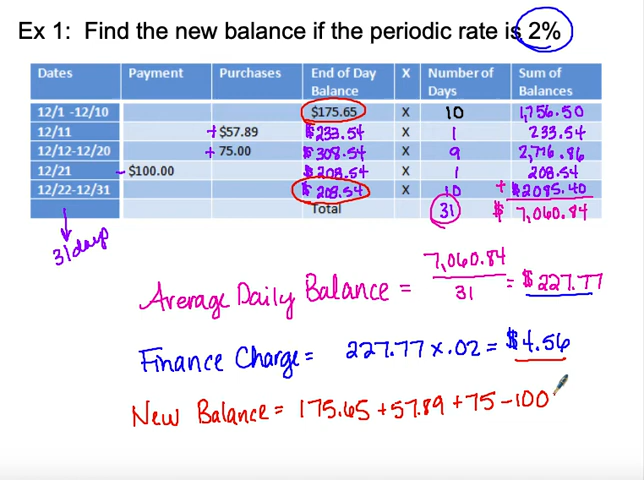 Ex 1: Find the new balance if the periodic rate is 2%
Dates Payment Purchases End of Day Balance X Number of Days Sum of Balances
12/1 -12/10 $175.65 X 10 1,756.50
12/11 + $57.89 $233.54 X 1 233.54
12/12-12/20 + 75.00 $308.54 X 9 2,776.86
12/21 - $100.00 $208.54 X 1 208.54
12/22-12/31 $208.54 X 10 + $2085.40
Total 31 $ 7,060.84
31 days
Average Daily Balance = 7,060.84 / 31 = $227.77
Finance Charge = 227.77 x .02 = $4.56
New Balance = 175.65 + 57.89 + 75 - 100